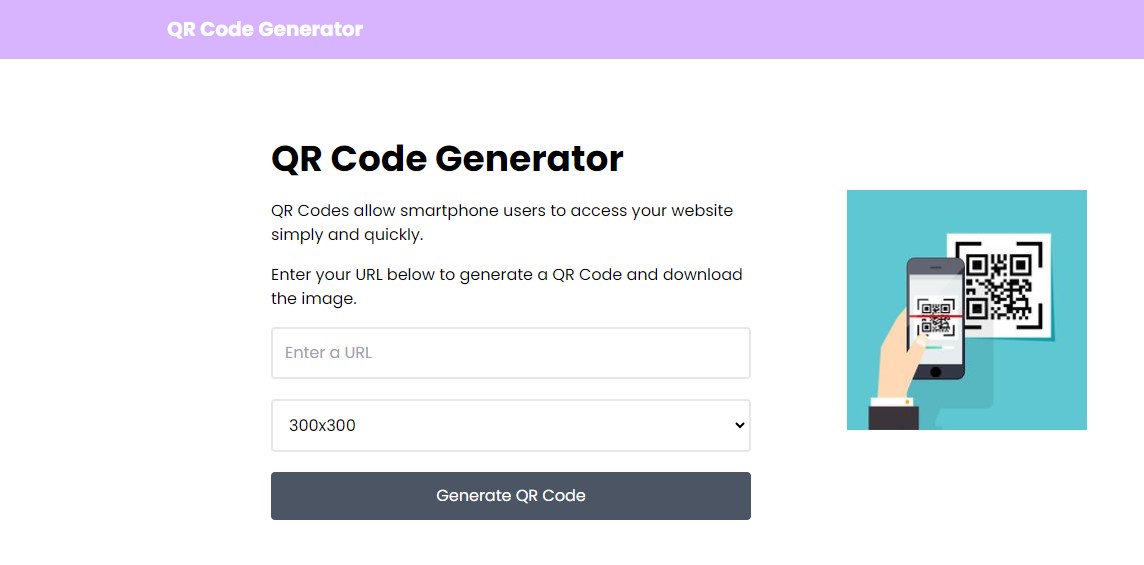 QR Code Generator
QR Code Generator
QR Codes allow smartphone users to access your website
simply and quickly.
Enter your URL below to generate a QR Code and download
the image.
Enter a URL
300x300
Generate QR Code